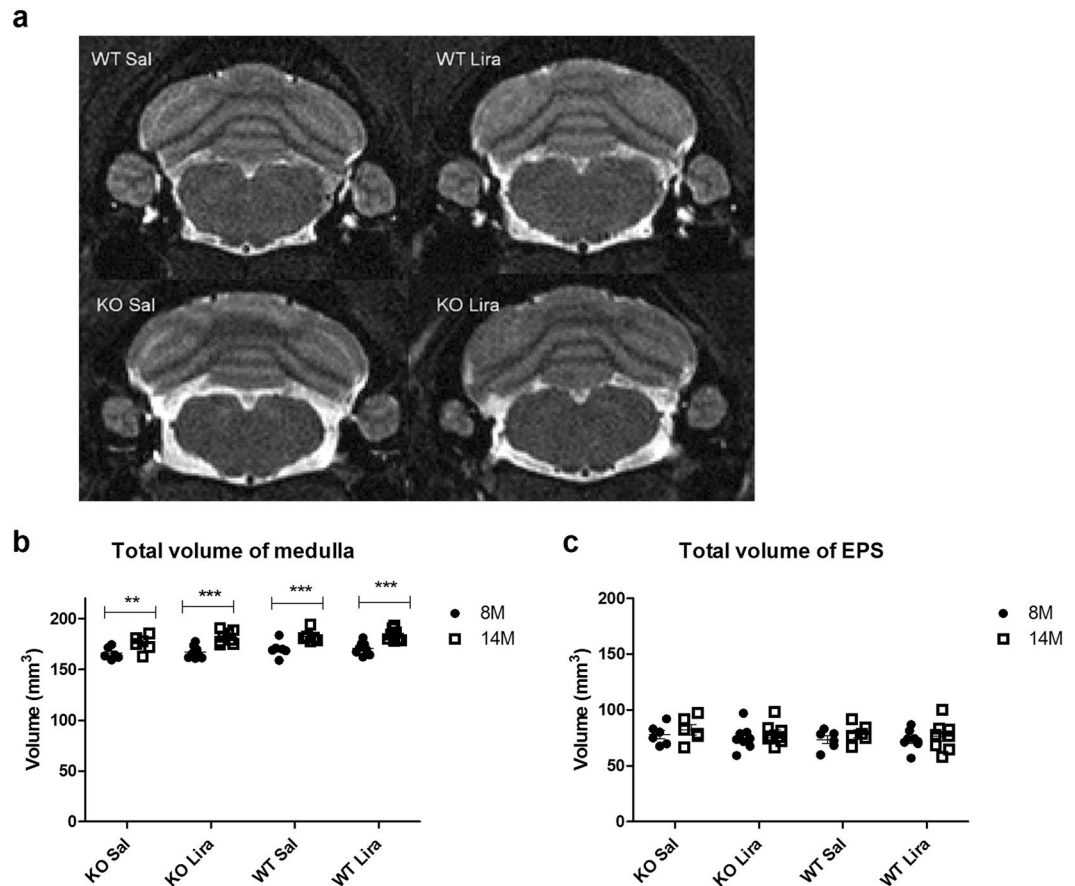 a
WT Sal
WT Lira
KO Sal
KO Lira
b
Total volume of medulla
** *** *** ***
200
150
100
50
0
Volume (mm³)
KO Sal
KO Lira
WT Sal
WT Lira
8M
14M
c
Total volume of EPS
200
150
100
50
0
Volume (mm³)
KO Sal
KO Lira
WT Sal
WT Lira
8M
14M